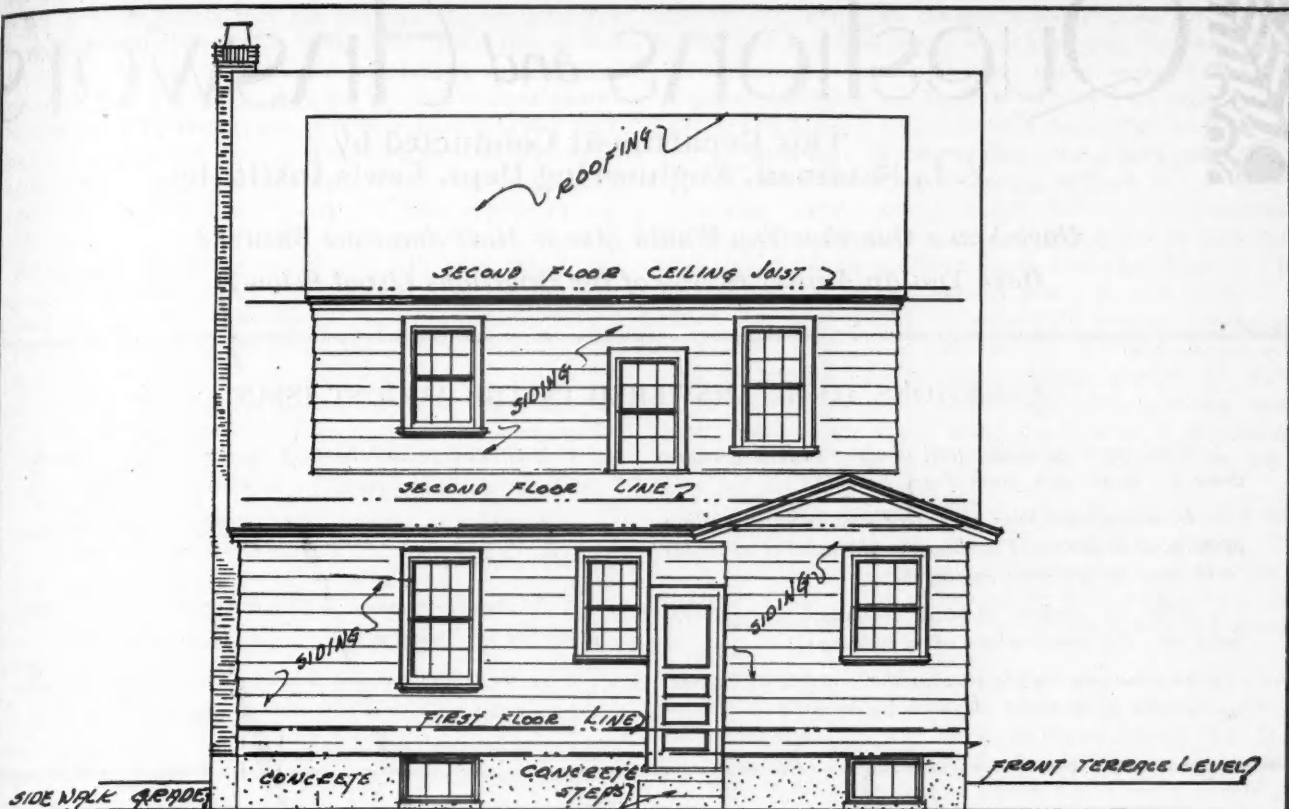 ROOFING
SECOND FLOOR CEILING JOIST
SIDING
SECOND FLOOR LINE
SIDING
SIDING
FIRST FLOOR LINE
CONCRETE
CONCRETE
STEPS
FRONT TERRACE LEVEL
SIDE WALK GRADE